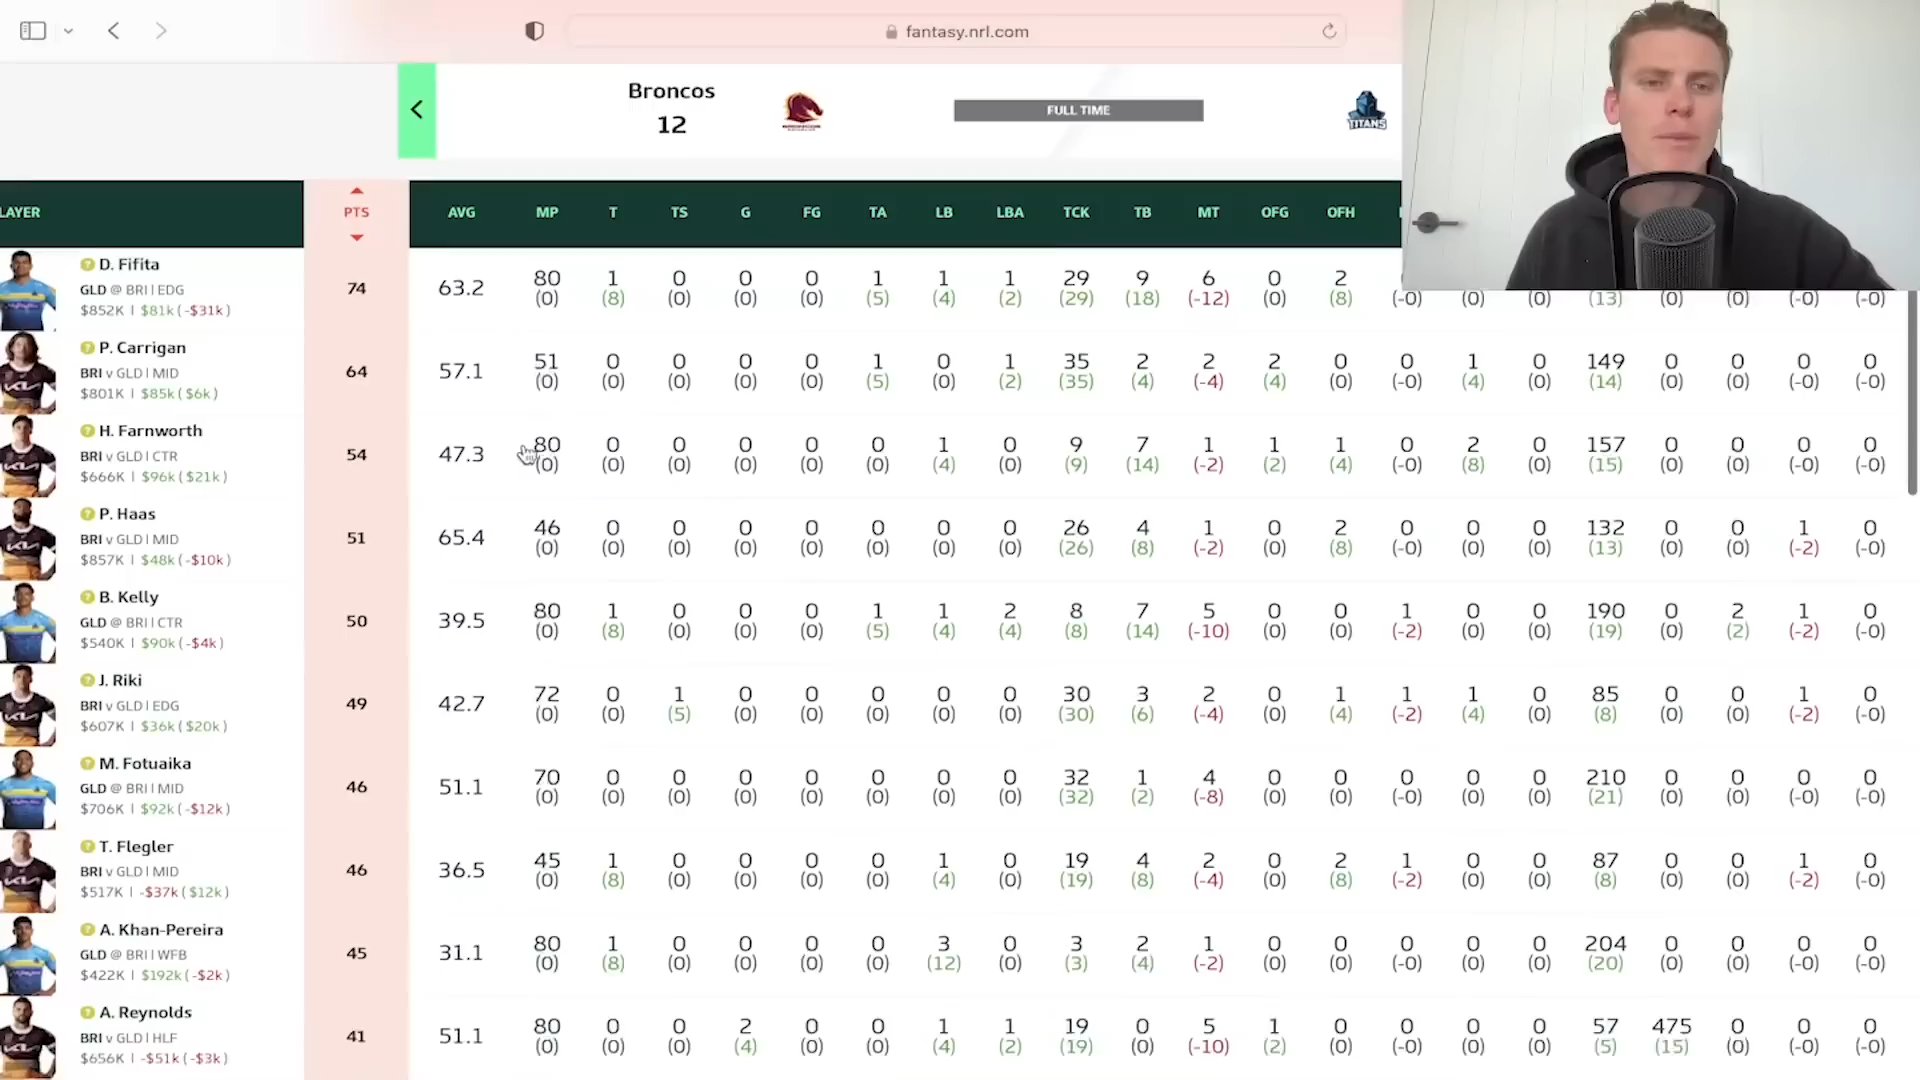 fantasy.nrl.com
Broncos
12
FULL TIME
TITANS
LAYER PTS AVG MP T TS G FG TA LB LBA TCK TB MT OFG OFH
D. Fifita
GLD @ BRI | EDG
$852K | $81k ( -$31k )
74 63.2 80 1 0 0 0 1 1 1 29 9 6 0 2
(0) (8) (0) (0) (0) (5) (4) (2) (29) (18) (-12) (0) (8) (-0) (0) (0) (13) (0) (0) (-0) (-0)
P. Carrigan
BRI v GLD | MID
$801K | $85k ( $6k )
64 57.1 51 0 0 0 0 1 0 1 35 2 2 2 0 0 1 0 149 0 0 0 0
(0) (0) (0) (0) (0) (5) (0) (2) (35) (4) (-4) (4) (0) (-0) (4) (0) (14) (0) (0) (-0) (-0)
H. Farnworth
BRI v GLD | CTR
$666K | $96k ( $21k )
54 47.3 80 0 0 0 0 0 1 0 9 7 1 1 1 0 2 0 157 0 0 0 0
(0) (0) (0) (0) (0) (0) (4) (0) (9) (14) (-2) (2) (4) (-0) (8) (0) (15) (0) (0) (-0) (-0)
P. Haas
BRI v GLD | MID
$857K | $48k ( -$10k )
51 65.4 46 0 0 0 0 0 0 0 26 4 1 0 2 0 0 0 132 0 0 1 0
(0) (0) (0) (0) (0) (0) (0) (0) (26) (8) (-2) (0) (8) (-0) (0) (0) (13) (0) (0) (-2) (-0)
B. Kelly
GLD @ BRI | CTR
$540K | $90k ( -$4k )
50 39.5 80 1 0 0 0 1 1 2 8 7 5 0 0 1 0 0 190 0 2 1 0
(0) (8) (0) (0) (0) (5) (4) (4) (8) (14) (-10) (0) (0) (-2) (0) (0) (19) (0) (2) (-2) (-0)
J. Riki
BRI v GLD | EDG
$607K | $36k ( $20k )
49 42.7 72 0 1 0 0 0 0 0 30 3 2 0 1 1 1 0 85 0 0 1 0
(0) (0) (5) (0) (0) (0) (0) (0) (30) (6) (-4) (0) (4) (-2) (4) (0) (8) (0) (0) (-2) (-0)
M. Fotuaika
GLD @ BRI | MID
$706K | $92k ( -$12k )
46 51.1 70 0 0 0 0 0 0 0 32 1 4 0 0 0 0 0 210 0 0 0 0
(0) (0) (0) (0) (0) (0) (0) (0) (32) (2) (-8) (0) (0) (-0) (0) (0) (21) (0) (0) (-0) (-0)
T. Flegler
BRI v GLD | MID
$517K | -$37k ( $12k )
46 36.5 45 1 0 0 0 0 1 0 19 4 2 0 2 1 0 0 87 0 0 1 0
(0) (8) (0) (0) (0) (0) (4) (0) (19) (8) (-4) (0) (8) (-2) (0) (0) (8) (0) (0) (-2) (-0)
A. Khan-Pereira
GLD @ BRI | WFB
$422K | $192k ( -$2k )
45 31.1 80 1 0 0 0 0 3 0 3 2 1 0 0 0 0 0 204 0 0 0 0
(0) (8) (0) (0) (0) (0) (12) (0) (3) (4) (-2) (0) (0) (-0) (0) (0) (20) (0) (0) (-0) (-0)
A. Reynolds
BRI v GLD | HLF
$656K | -$51k ( -$3k )
41 51.1 80 0 0 2 0 0 1 1 19 0 5 1 0 0 0 0 57 475 0 0 0
(0) (0) (0) (4) (0) (0) (4) (2) (19) (0) (-10) (2) (0) (-0) (0) (0) (5) (15) (0) (-0) (-0)